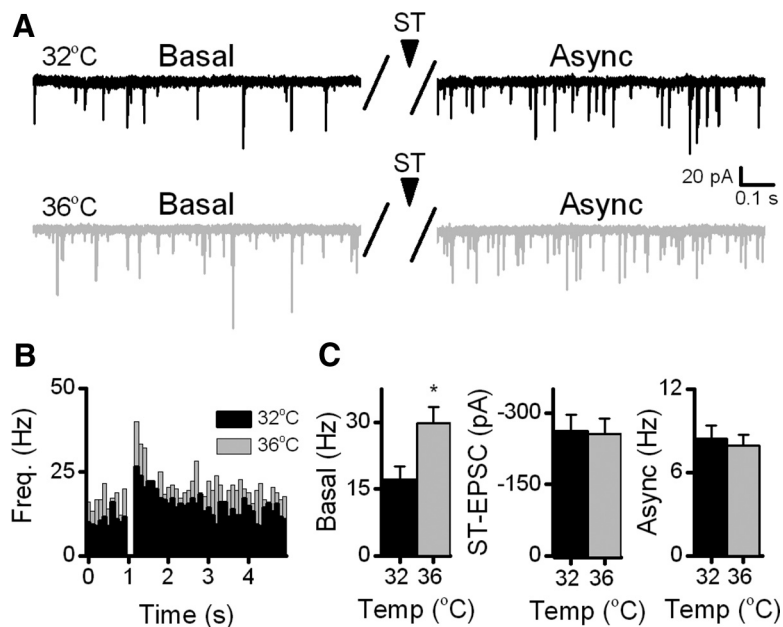 A
32°C
Basal
ST
Async
20 pA
0.1 s
36°C
Basal
ST
Async
B
Freq. (Hz)
50
25
0
0 1 2 3 4
Time (s)
32°C
36°C
C
Basal (Hz)
30
15
0
*
32 36
Temp (°C)
ST-EPSC (pA)
-300
-150
0
32 36
Temp (°C)
Async (Hz)
12
6
0
32 36
Temp (°C)